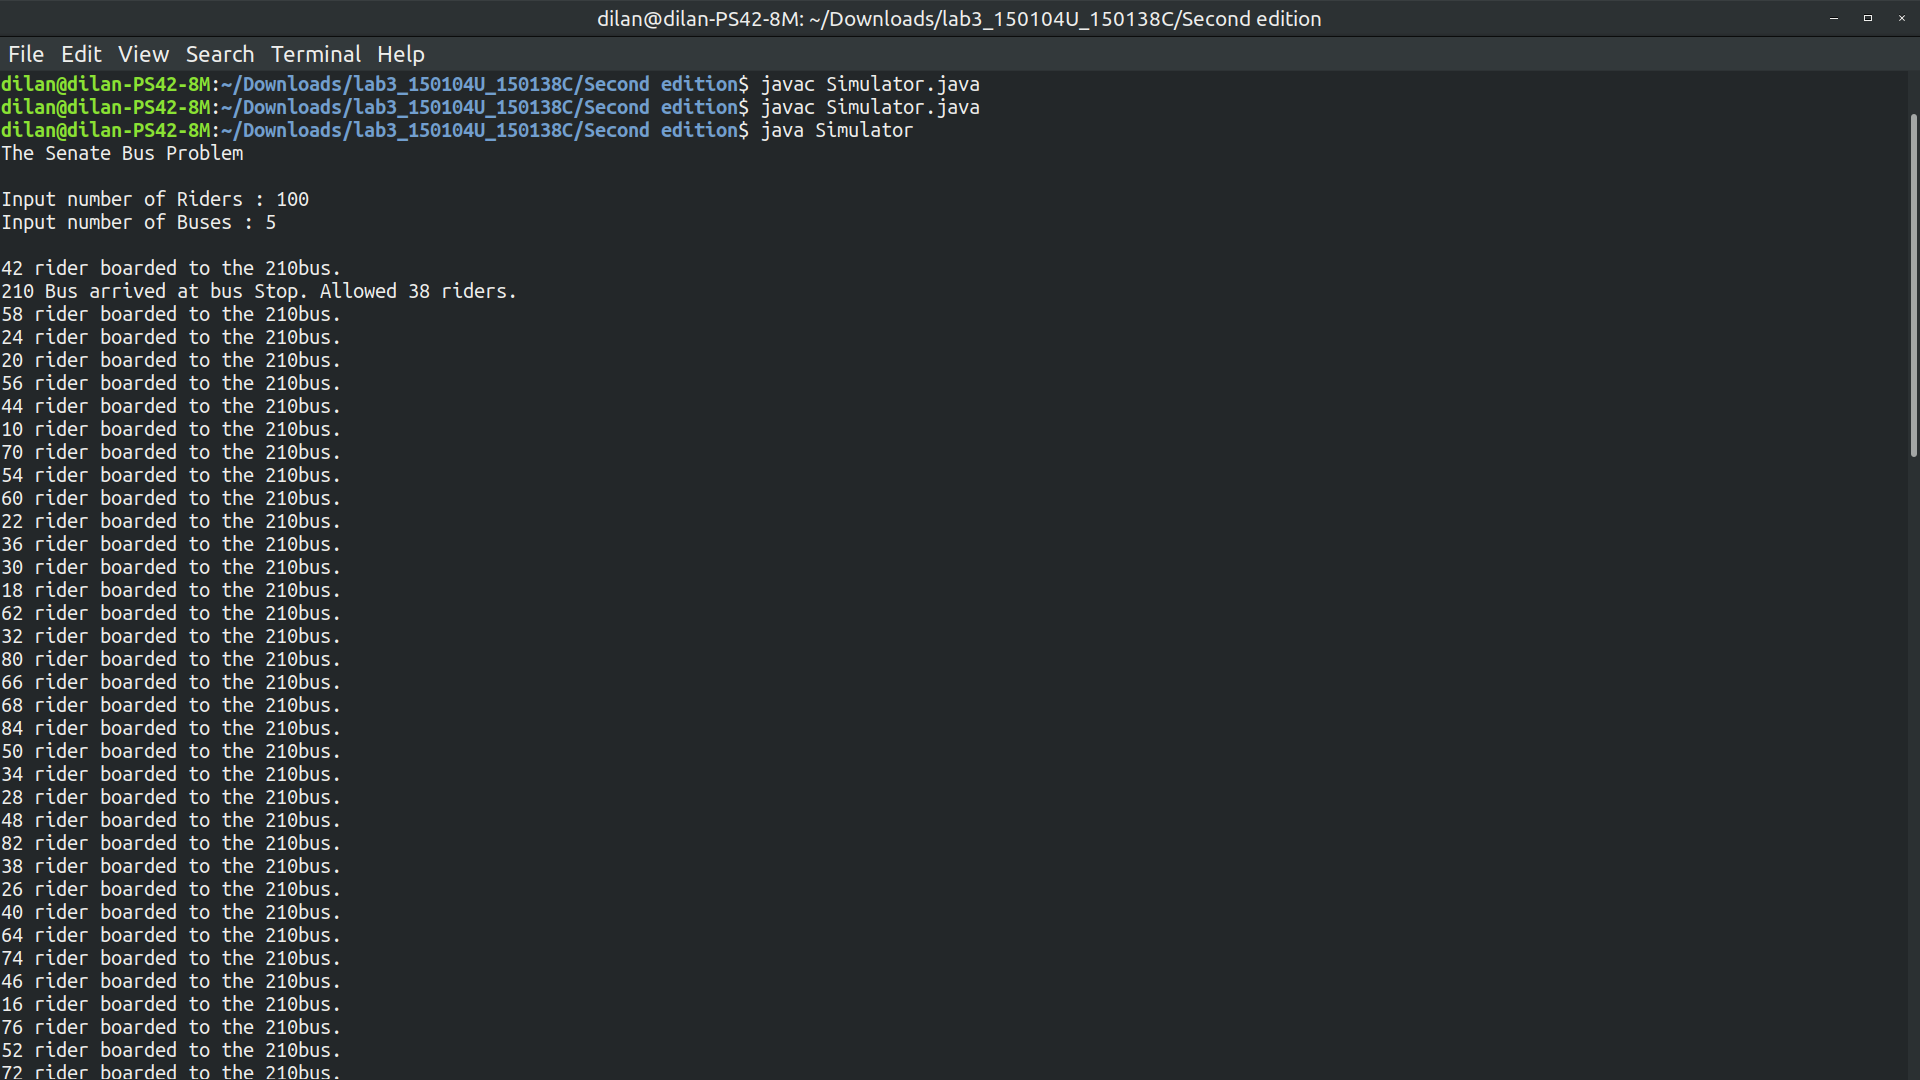 dilan@dilan-PS42-8M: ~/Downloads/lab3_150104U_150138C/Second edition
File Edit View Search Terminal Help
dilan@dilan-PS42-8M:~/Downloads/lab3_150104U_150138C/Second edition$ javac Simulator.java
dilan@dilan-PS42-8M:~/Downloads/lab3_150104U_150138C/Second edition$ javac Simulator.java
dilan@dilan-PS42-8M:~/Downloads/lab3_150104U_150138C/Second edition$ java Simulator
The Senate Bus Problem
Input number of Riders : 100
Input number of Buses : 5
42 rider boarded to the 210bus.
210 Bus arrived at bus Stop. Allowed 38 riders.
58 rider boarded to the 210bus.
24 rider boarded to the 210bus.
20 rider boarded to the 210bus.
56 rider boarded to the 210bus.
44 rider boarded to the 210bus.
10 rider boarded to the 210bus.
70 rider boarded to the 210bus.
54 rider boarded to the 210bus.
60 rider boarded to the 210bus.
22 rider boarded to the 210bus.
36 rider boarded to the 210bus.
30 rider boarded to the 210bus.
18 rider boarded to the 210bus.
62 rider boarded to the 210bus.
32 rider boarded to the 210bus.
80 rider boarded to the 210bus.
66 rider boarded to the 210bus.
68 rider boarded to the 210bus.
84 rider boarded to the 210bus.
50 rider boarded to the 210bus.
34 rider boarded to the 210bus.
28 rider boarded to the 210bus.
48 rider boarded to the 210bus.
82 rider boarded to the 210bus.
38 rider boarded to the 210bus.
26 rider boarded to the 210bus.
40 rider boarded to the 210bus.
64 rider boarded to the 210bus.
74 rider boarded to the 210bus.
46 rider boarded to the 210bus.
16 rider boarded to the 210bus.
76 rider boarded to the 210bus.
52 rider boarded to the 210bus.
72 rider boarded to the 210bus.